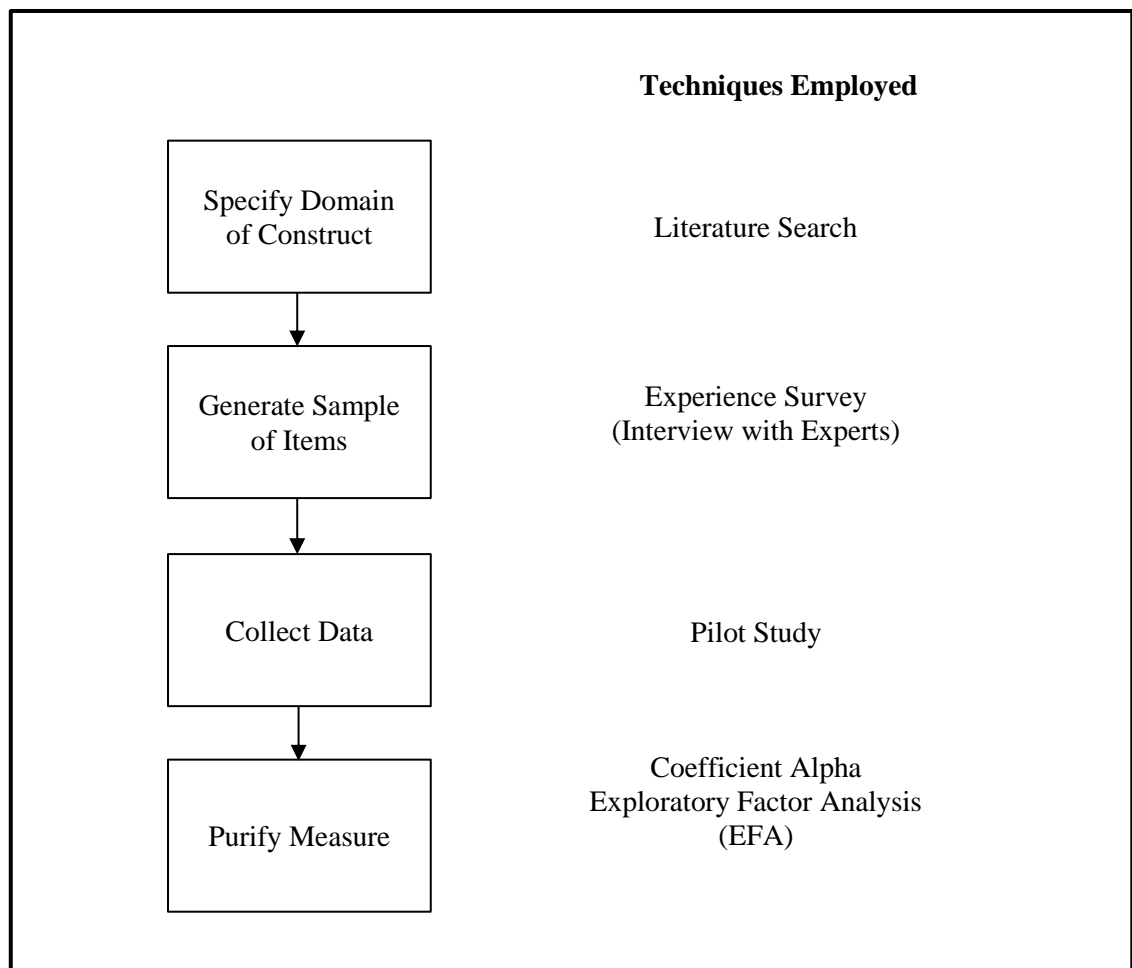 Techniques Employed
Specify Domain
of Construct
Literature Search
Generate Sample
of Items
Experience Survey
(Interview with Experts)
Collect Data
Pilot Study
Purify Measure
Coefficient Alpha
Exploratory Factor Analysis
(EFA)